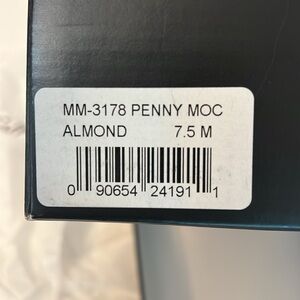 MM-3178 PENNY MOC
ALMOND 7.5 M
0 90654 24191 1